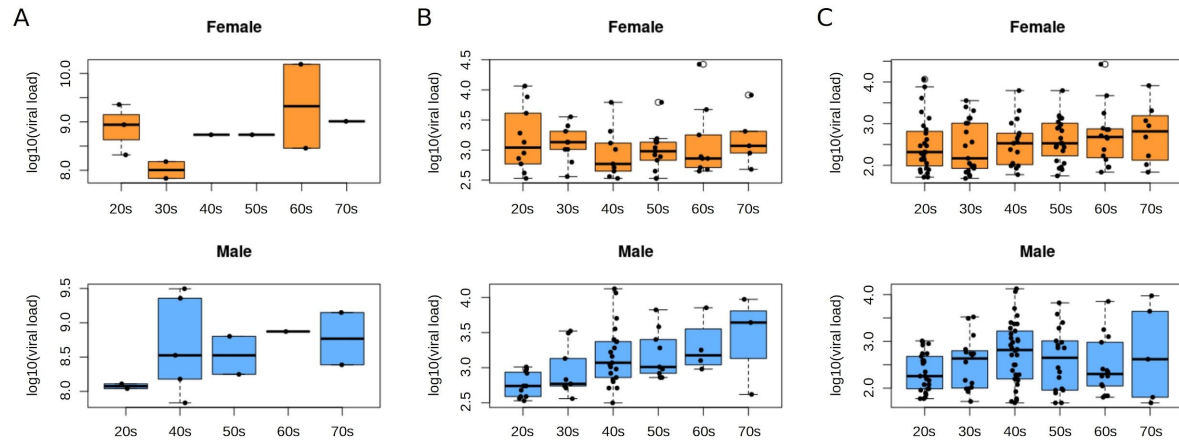 A
Female
log10(viral load)
10.0
9.0
8.0
20s 30s 40s 50s 60s 70s
Male
log10(viral load)
9.5
9.0
8.5
8.0
20s 40s 50s 60s 70s
B
Female
log10(viral load)
4.5
4.0
3.5
3.0
2.5
20s 30s 40s 50s 60s 70s
Male
log10(viral load)
4.0
3.5
3.0
2.5
20s 30s 40s 50s 60s 70s
C
Female
log10(viral load)
4.0
3.0
2.0
20s 30s 40s 50s 60s 70s
Male
log10(viral load)
4.0
3.0
2.0
20s 30s 40s 50s 60s 70s